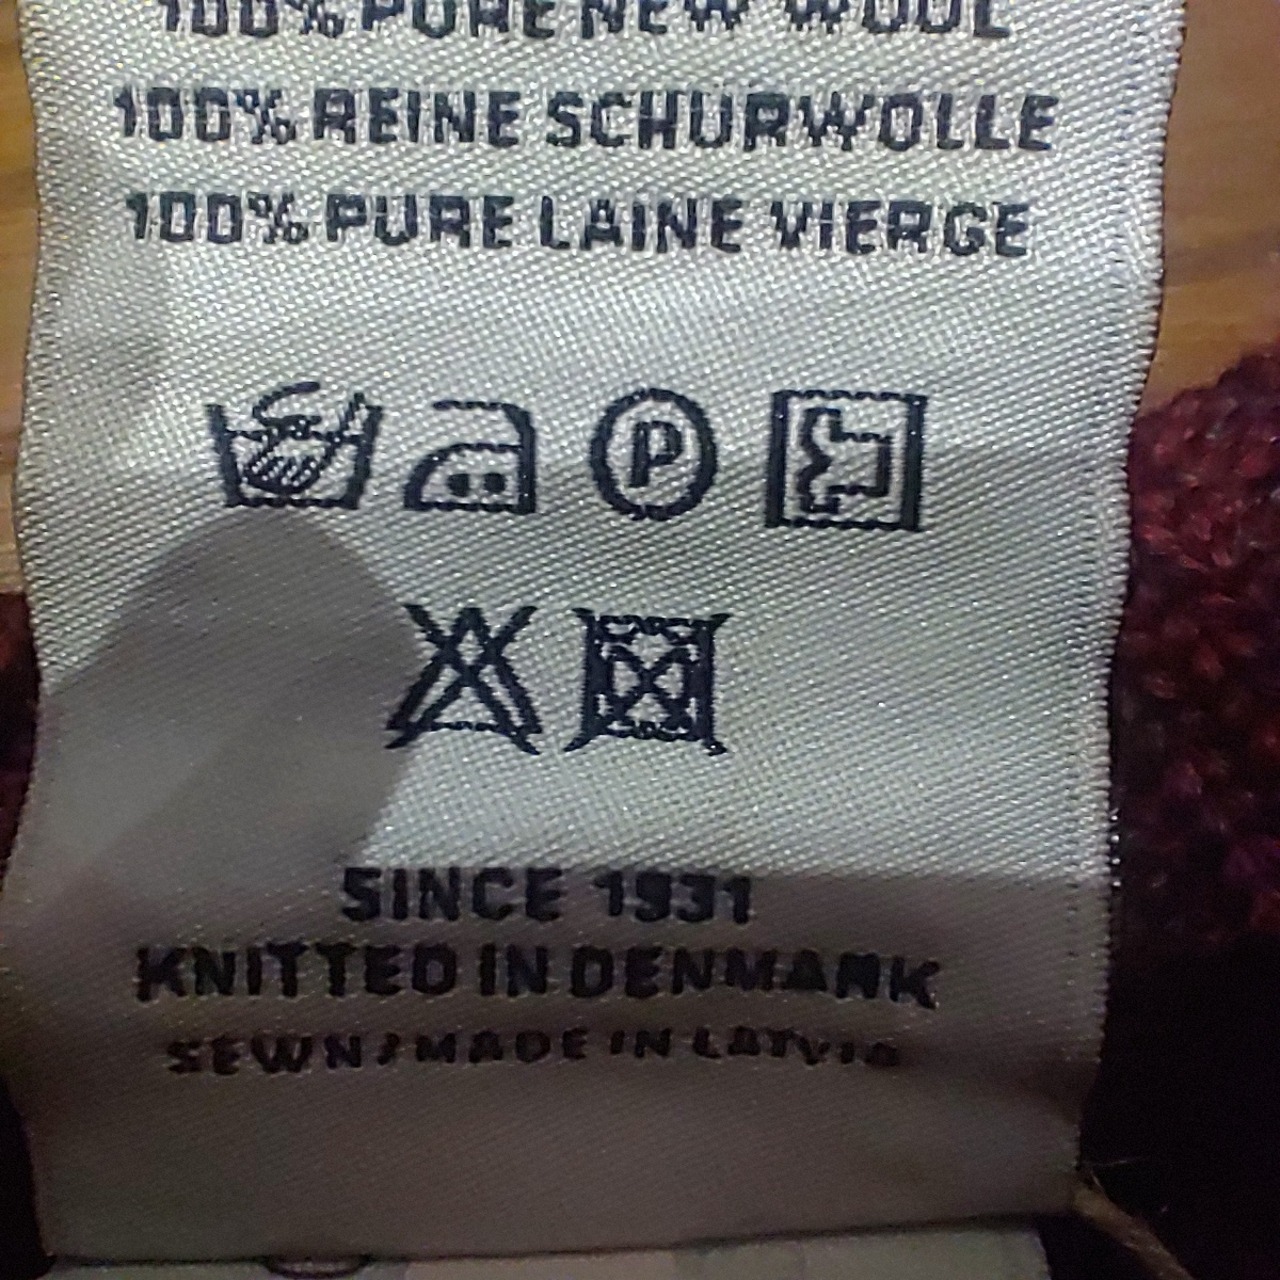 100% PURE NEW WOOL
100% REINE SCHURWOLLE
100% PURE LAINE VIERGE
P
SINCE 1931
KNITTED IN DENMARK
SEWN/MADE IN LATVIA